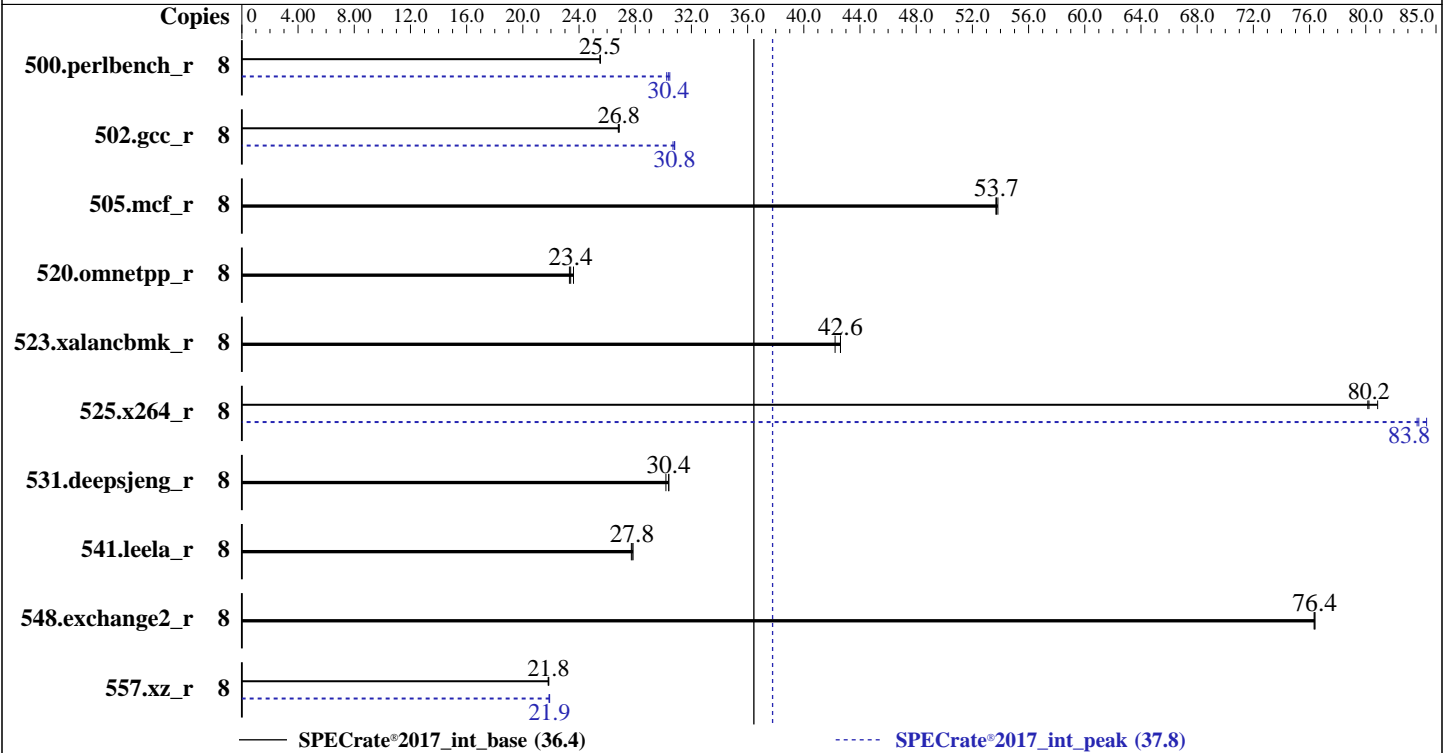 Copies 0 4.00 8.00 12.0 16.0 20.0 24.0 28.0 32.0 36.0 40.0 44.0 48.0 52.0 56.0 60.0 64.0 68.0 72.0 76.0 80.0 85.0
25.5
500.perlbench_r 8
30.4
26.8
502.gcc_r 8
30.8
53.7
505.mcf_r 8
23.4
520.omnetpp_r 8
42.6
523.xalancbmk_r 8
80.2
525.x264_r 8
83.8
30.4
531.deepsjeng_r 8
27.8
541.leela_r 8
76.4
548.exchange2_r 8
21.8
557.xz_r 8
21.9
SPECrate®2017_int_base (36.4) SPECrate®2017_int_peak (37.8)